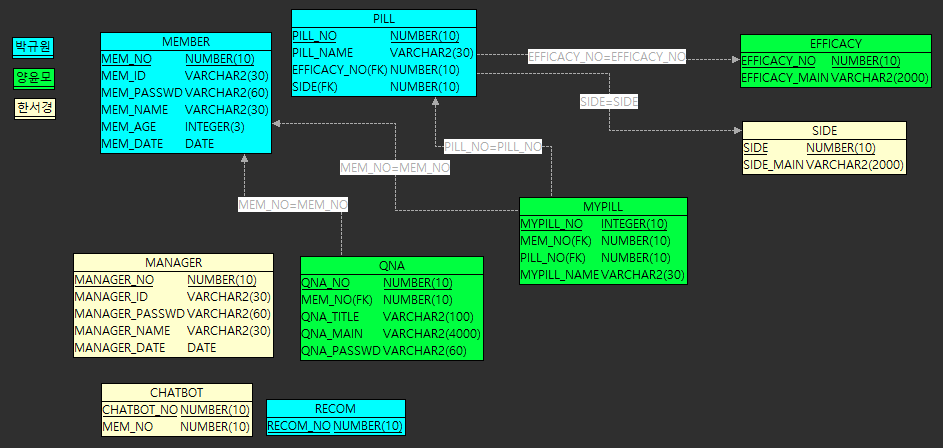 박규원
양윤모
한서경
MEMBER
MEM_NO NUMBER(10)
MEM_ID VARCHAR2(30)
MEM_PASSWD VARCHAR2(60)
MEM_NAME VARCHAR2(30)
MEM_AGE INTEGER(3)
MEM_DATE DATE
PILL
PILL_NO NUMBER(10)
PILL_NAME VARCHAR2(30)
EFFICACY_NO(FK) NUMBER(10)
SIDE(FK) NUMBER(10)
EFFICACY_NO=EFFICACY_NO
EFFICACY
EFFICACY_NO NUMBER(10)
EFFICACY_MAIN VARCHAR2(2000)
SIDE=SIDE
SIDE
SIDE NUMBER(10)
SIDE_MAIN VARCHAR2(2000)
PILL_NO=PILL_NO
MEM_NO=MEM_NO
MEM_NO=MEM_NO
MYPILL
MYPILL_NO INTEGER(10)
MEM_NO(FK) NUMBER(10)
PILL_NO(FK) NUMBER(10)
MYPILL_NAME VARCHAR2(30)
MANAGER
MANAGER_NO NUMBER(10)
MANAGER_ID VARCHAR2(30)
MANAGER_PASSWD VARCHAR2(60)
MANAGER_NAME VARCHAR2(30)
MANAGER_DATE DATE
QNA
QNA_NO NUMBER(10)
MEM_NO(FK) NUMBER(10)
QNA_TITLE VARCHAR2(100)
QNA_MAIN VARCHAR2(4000)
QNA_PASSWD VARCHAR2(60)
CHATBOT
CHATBOT_NO NUMBER(10)
MEM_NO NUMBER(10)
RECOM
RECOM_NO NUMBER(10)